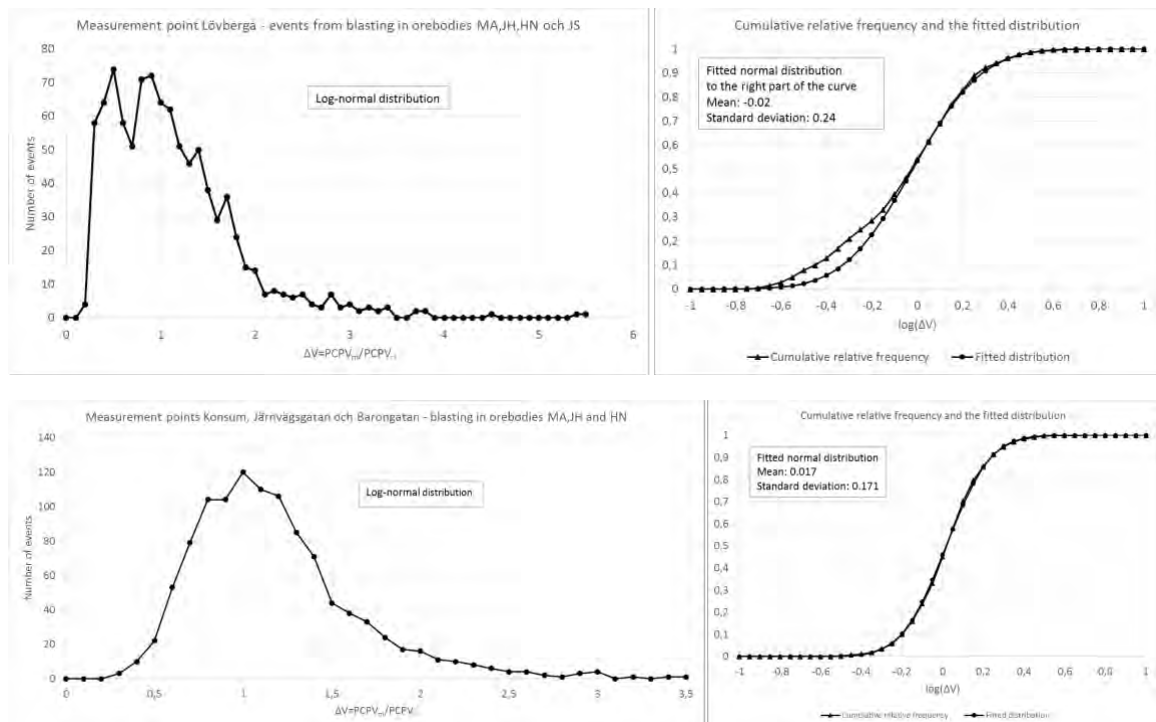 Measurement point Lövberga - events from blasting in orebodies MA,JH,HN och JS
80
70
60
50
40
30
20
10
0
Number of events
Log-normal distribution
0 1 2 3 4 5 6
Cumulative relative frequency and the fitted distribution
1
0,9
0,8
0,7
0,6
0,5
0,4
0,3
0,2
0,1
0
Fitted normal distribution
to the right part of the curve
Mean: -0.02
Standard deviation: 0.24
-1 -0,8 -0,6 -0,4 -0,2 0,0 0,2 0,4 0,6 0,8 1
log(ΔV)
Cumulative relative frequency Fitted distribution
Measurement points Konsum, Järnvägsgatan och Barongatan - blasting in orebodies MA,JH and HN
140
120
100
80
60
40
20
0
Number of events
Log-normal distribution
0 0,5 1 1,5 2 2,5 3 3,5
Cumulative relative frequency and the fitted distribution
1
0,9
0,8
0,7
0,6
0,5
0,4
0,3
0,2
0,1
0
Fitted normal distribution
Mean: 0.017
Standard deviation: 0.171
-1 -0,8 -0,6 -0,4 -0,2 0 0,2 0,4 0,6 0,8 1
log(ΔV)
Cumulative relative frequency Fitted distribution